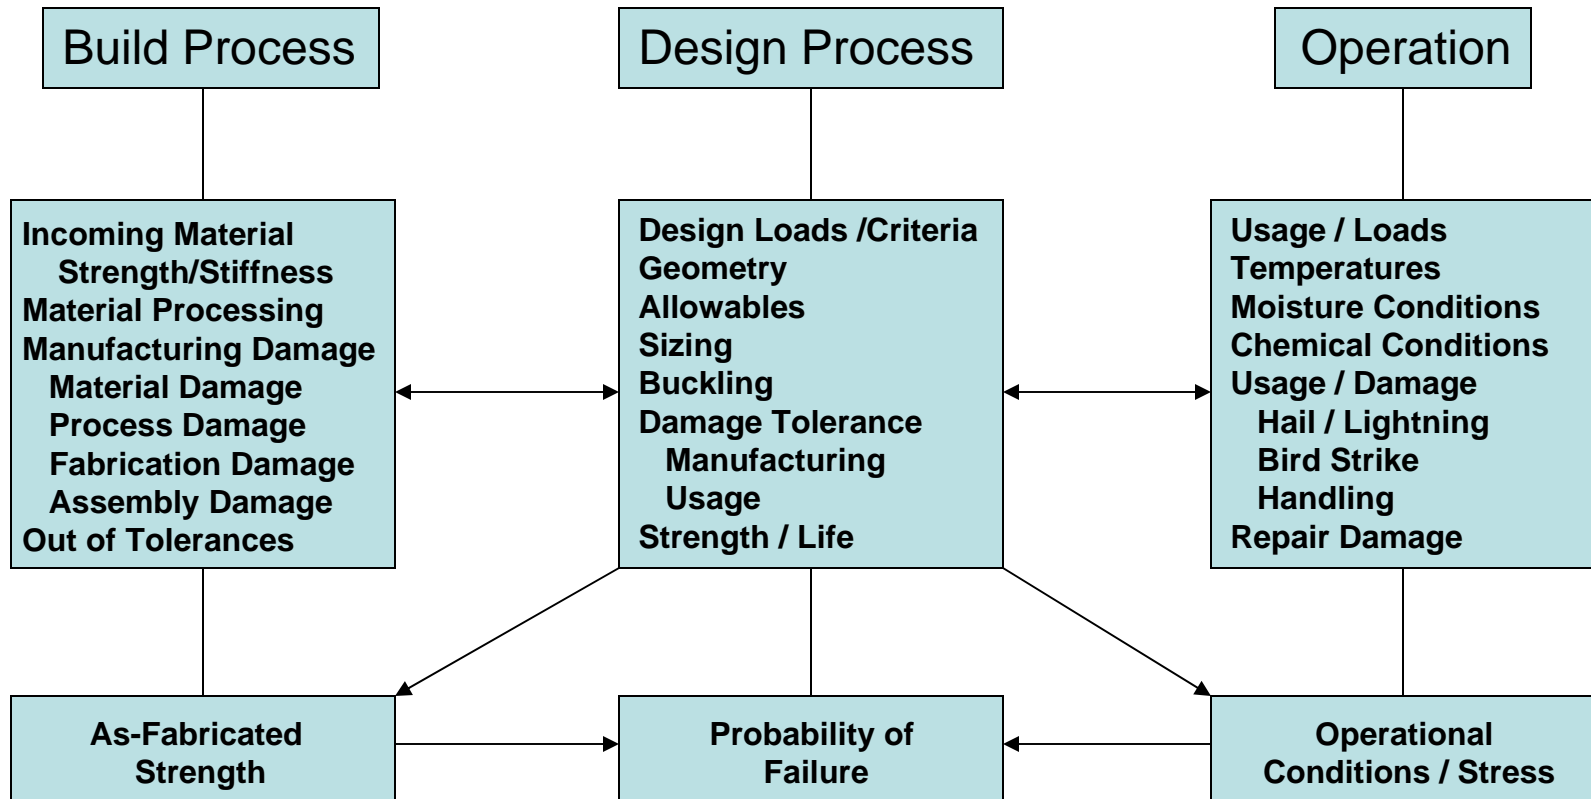 Build Process
Design Process
Operation
Incoming Material
Strength/Stiffness
Material Processing
Manufacturing Damage
Material Damage
Process Damage
Fabrication Damage
Assembly Damage
Out of Tolerances
Design Loads /Criteria
Geometry
Allowables
Sizing
Buckling
Damage Tolerance
Manufacturing
Usage
Strength / Life
Usage / Loads
Temperatures
Moisture Conditions
Chemical Conditions
Usage / Damage
Hail / Lightning
Bird Strike
Handling
Repair Damage
As-Fabricated
Strength
Probability of
Failure
Operational
Conditions / Stress